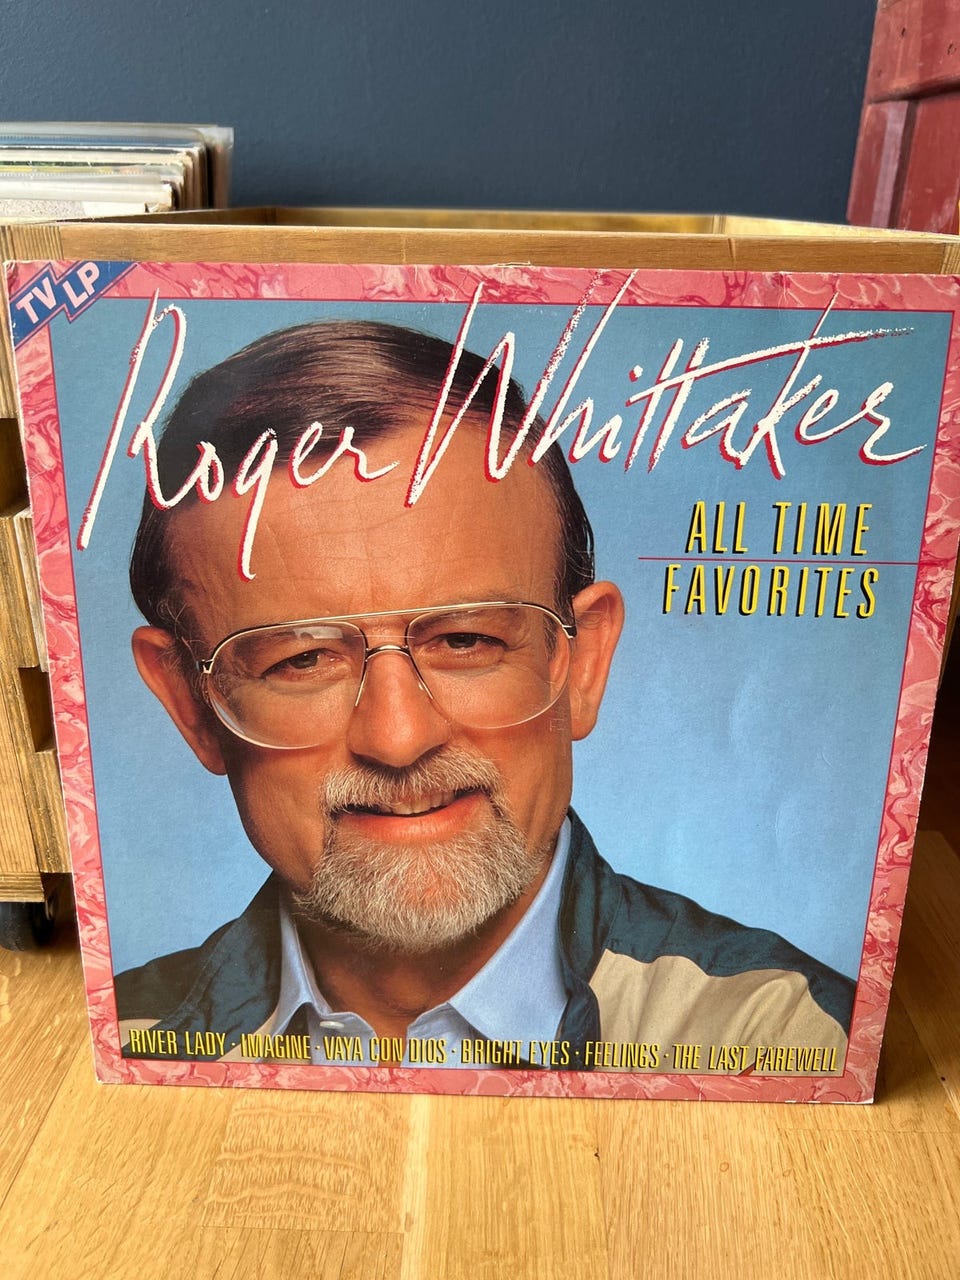 TV LP
Roger Whittaker
ALL TIME
FAVORITES
RIVER LADY · IMAGINE · VAYA CON DIOS · BRIGHT EYES · FEELINGS · THE LAST FAREWELL